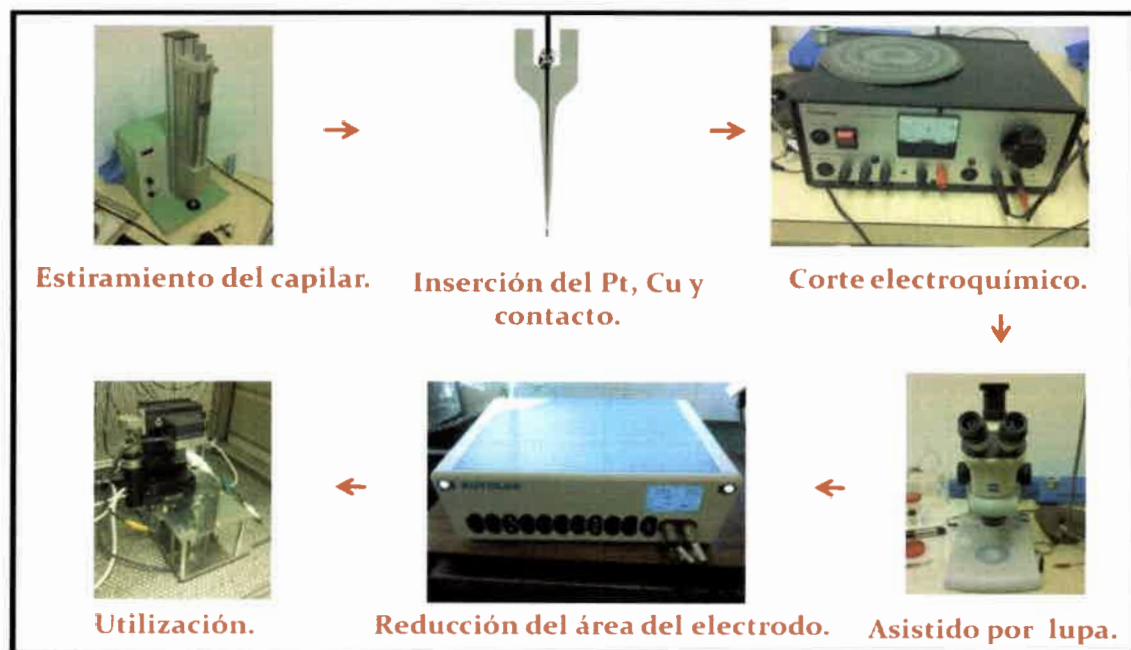 Estiramiento del capilar.
Inserción del Pt, Cu y
contacto.
Corte electroquímico.
Asistido por lupa.
Reducción del área del electrodo.
Utilización.